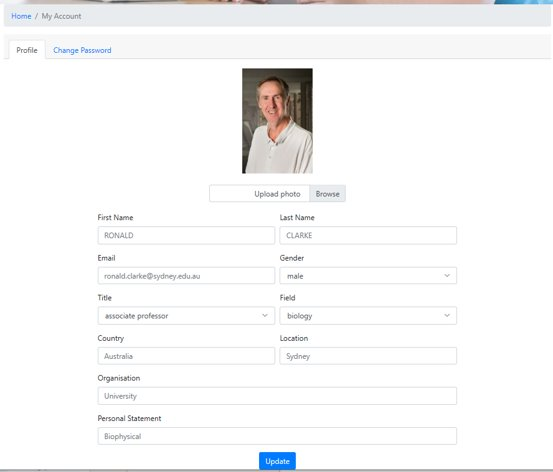 Home / My Account
Profile Change Password
Upload photo Browse
First Name Last Name
RONALD CLARKE
Email Gender
ronald.clarke@sydney.edu.au male
Title Field
associate professor biology
Country Location
Australia Sydney
Organisation
University
Personal Statement
Biophysical
Update